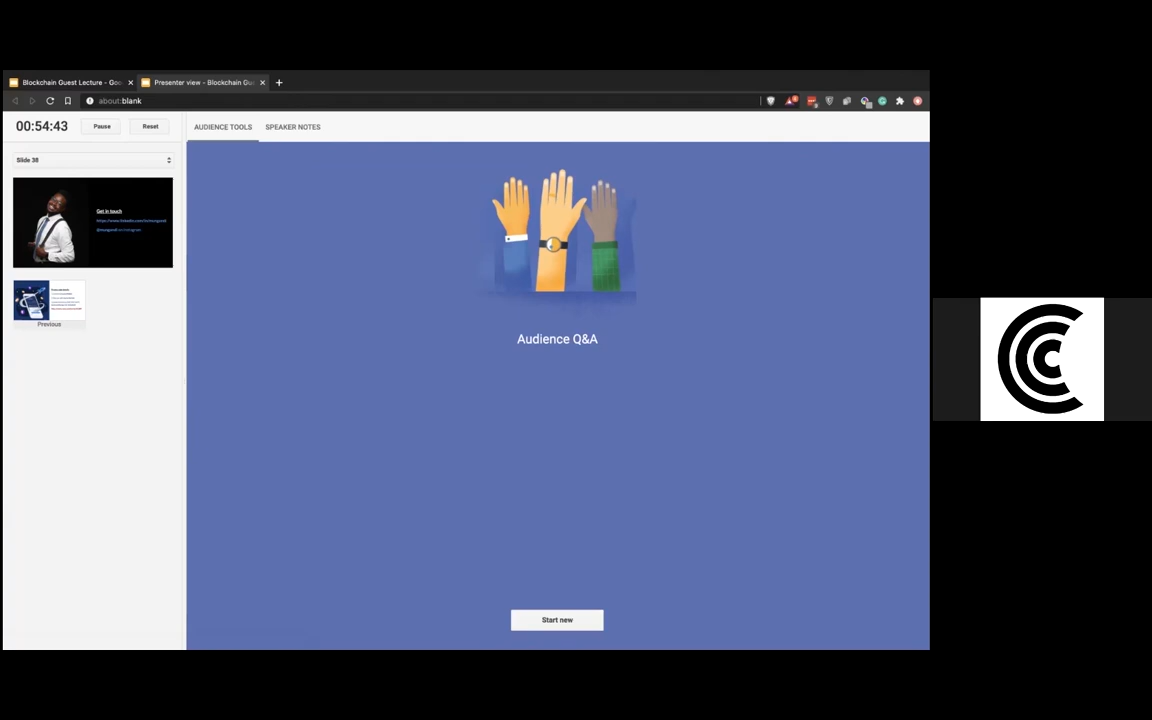 Blockchain Guest Lecture - Goo
Presenter view - Blockchain Gu
about:blank
00:54:43
Pause
Reset
AUDIENCE TOOLS
SPEAKER NOTES
Slide 38
Get in touch
Previous
Audience Q&A
Start new